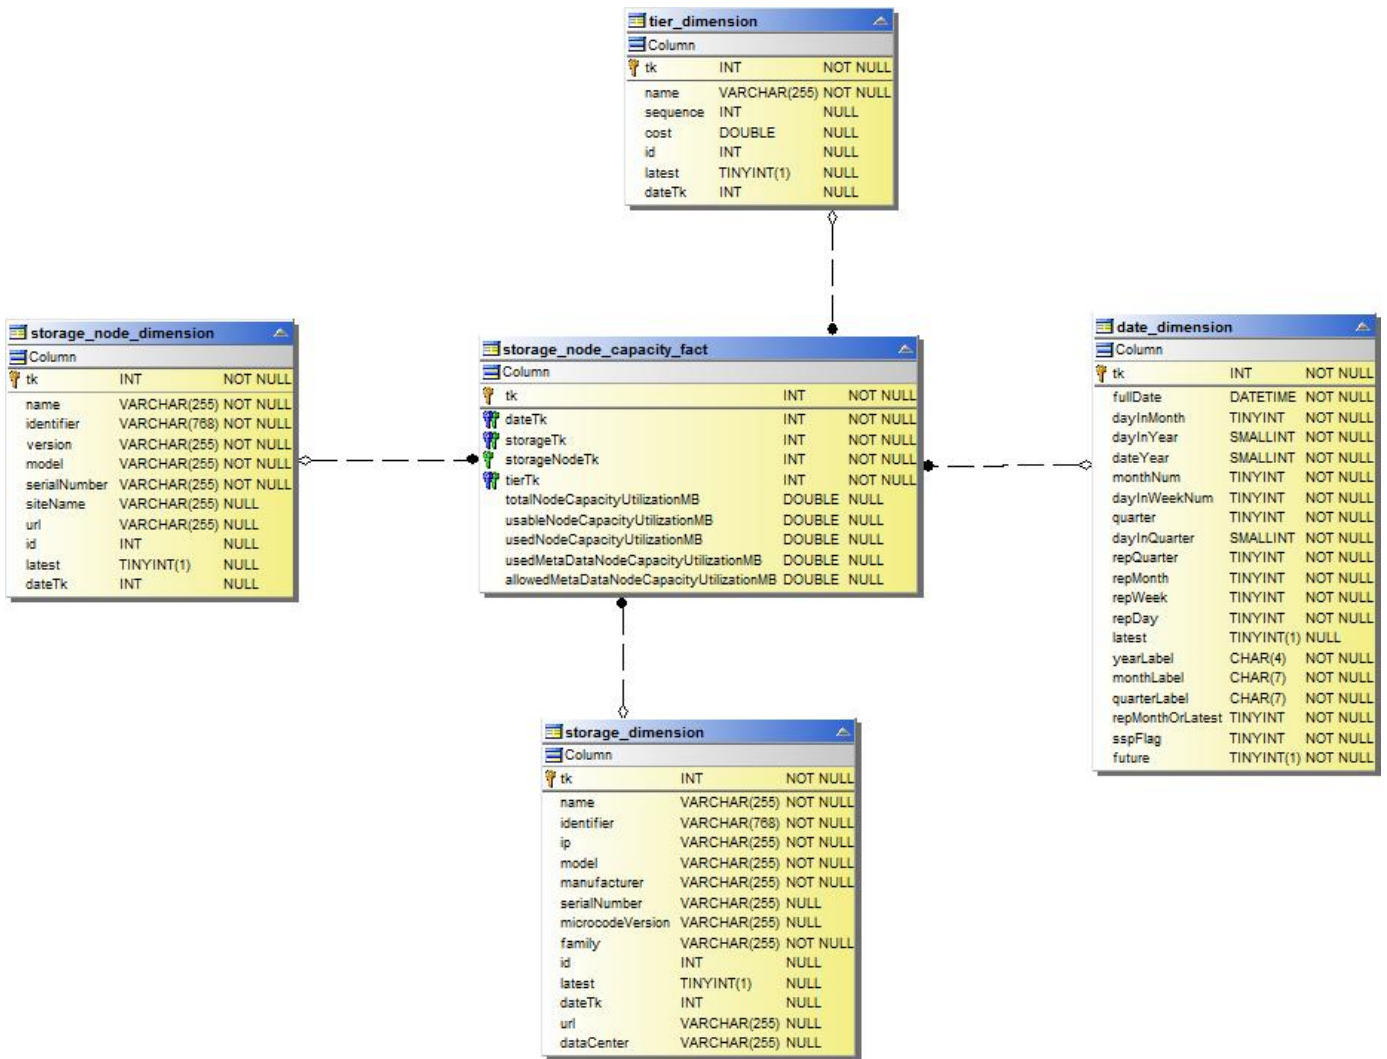 tier_dimension
Column
tk INT NOT NULL
name VARCHAR(255) NOT NULL
sequence INT NULL
cost DOUBLE NULL
id INT NULL
latest TINYINT(1) NULL
dateTk INT NULL
storage_node_dimension
Column
tk INT NOT NULL
name VARCHAR(255) NOT NULL
identifier VARCHAR(768) NOT NULL
version VARCHAR(255) NOT NULL
model VARCHAR(255) NOT NULL
serialNumber VARCHAR(255) NOT NULL
siteName VARCHAR(255) NULL
url VARCHAR(255) NULL
id INT NULL
latest TINYINT(1) NULL
dateTk INT NULL
storage_node_capacity_fact
Column
tk INT NOT NULL
dateTk INT NOT NULL
storageTk INT NOT NULL
storageNodeTk INT NOT NULL
tierTk INT NOT NULL
totalNodeCapacityUtilizationMB DOUBLE NULL
usableNodeCapacityUtilizationMB DOUBLE NULL
usedNodeCapacityUtilizationMB DOUBLE NULL
usedMetaDataNodeCapacityUtilizationMB DOUBLE NULL
allowedMetaDataNodeCapacityUtilizationMB DOUBLE NULL
date_dimension
Column
tk INT NOT NULL
fullDate DATETIME NOT NULL
dayInMonth TINYINT NOT NULL
dayInYear SMALLINT NOT NULL
dateYear SMALLINT NOT NULL
monthNum TINYINT NOT NULL
dayInWeekNum TINYINT NOT NULL
quarter TINYINT NOT NULL
dayInQuarter SMALLINT NOT NULL
repQuarter TINYINT NOT NULL
repMonth TINYINT NOT NULL
repWeek TINYINT NOT NULL
repDay TINYINT NOT NULL
latest TINYINT(1) NULL
yearLabel CHAR(4) NOT NULL
monthLabel CHAR(7) NOT NULL
quarterLabel CHAR(7) NOT NULL
repMonthOrLatest TINYINT NOT NULL
sspFlag TINYINT NOT NULL
future TINYINT(1) NOT NULL
storage_dimension
Column
tk INT NOT NULL
name VARCHAR(255) NOT NULL
identifier VARCHAR(768) NOT NULL
ip VARCHAR(255) NOT NULL
model VARCHAR(255) NOT NULL
manufacturer VARCHAR(255) NOT NULL
serialNumber VARCHAR(255) NULL
microcodeVersion VARCHAR(255) NULL
family VARCHAR(255) NOT NULL
id INT NULL
latest TINYINT(1) NULL
dateTk INT NULL
url VARCHAR(255) NULL
dataCenter VARCHAR(255) NULL